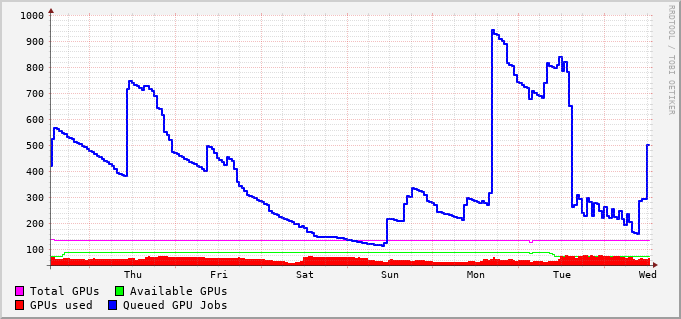 1000
900
800
700
600
500
400
300
200
100
Thu Fri Sat Sun Mon Tue Wed
Total GPUs Available GPUs
GPUs used Queued GPU Jobs
RRDTOOL / TOBI OETIKER